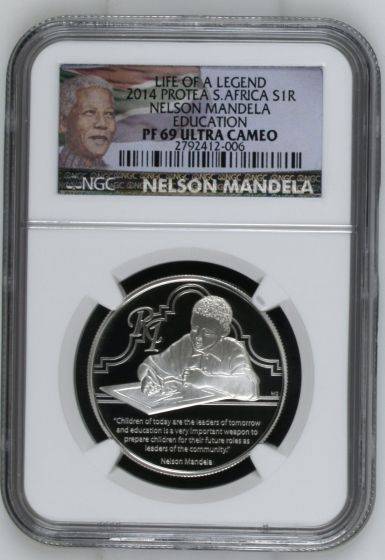 LIFE OF A LEGEND
2014 PROTEA S.AFRICA S1R
NELSON MANDELA
EDUCATION
PF 69 ULTRA CAMEO
2792412-006
NGC
NELSON MANDELA
R1
"Children of today are the leaders of tomorrow
and education is a very important weapon to
prepare children for their future roles as
leaders of the community."
Nelson Mandela